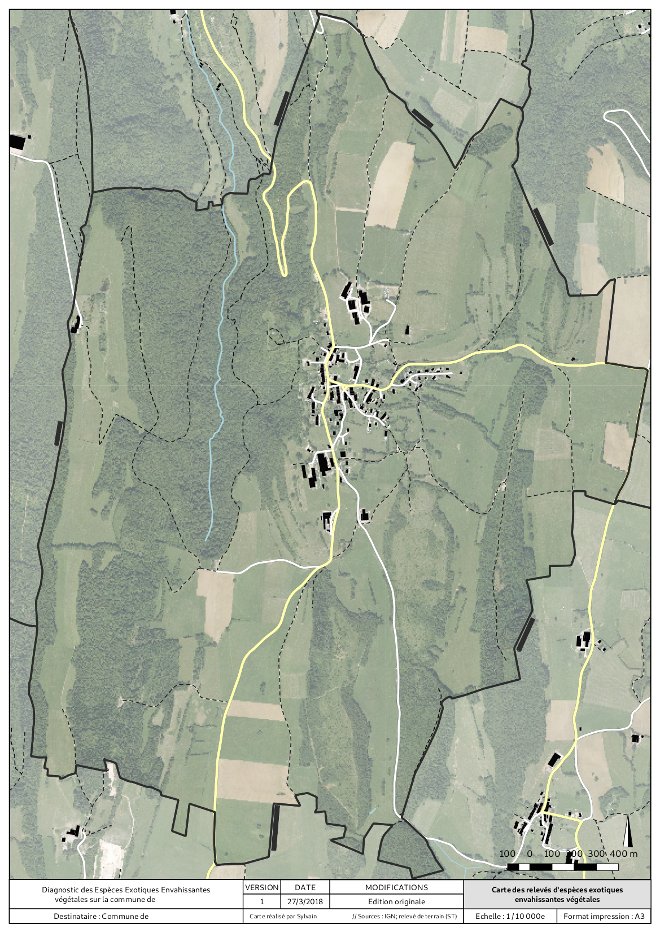 100 0 100 200 300 400 m
Diagnostic des Espèces Exotiques Envahissantes
végétales sur la commune de
VERSION DATE MODIFICATIONS
1 27/3/2018 Edition originale
Carte des relevés d'espèces exotiques
envahissantes végétales
Destinataire : Commune de
Carte réalisé par Sylvain
Sources : IGN; relevé de terrain (ST)
Echelle : 1/10 000e
Format impression : A3